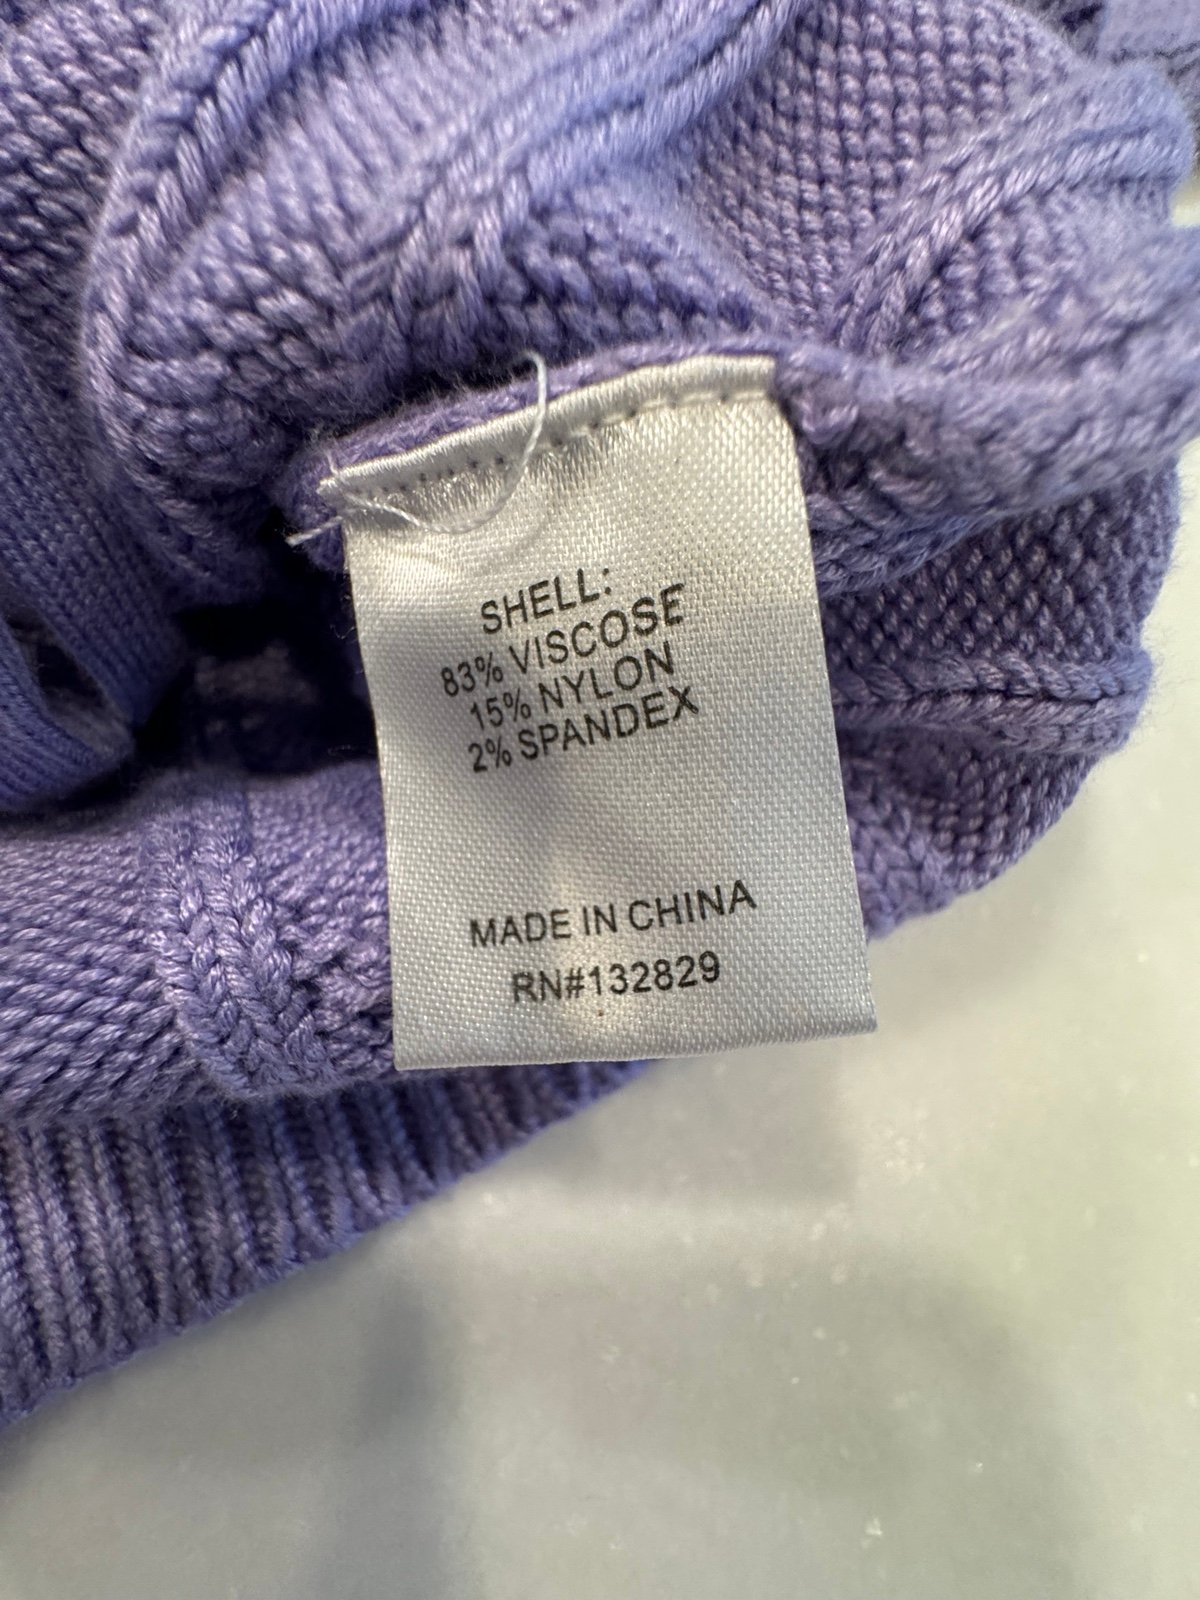 SHELL:
83% VISCOSE
15% NYLON
2% SPANDEX
MADE IN CHINA
RN#132829